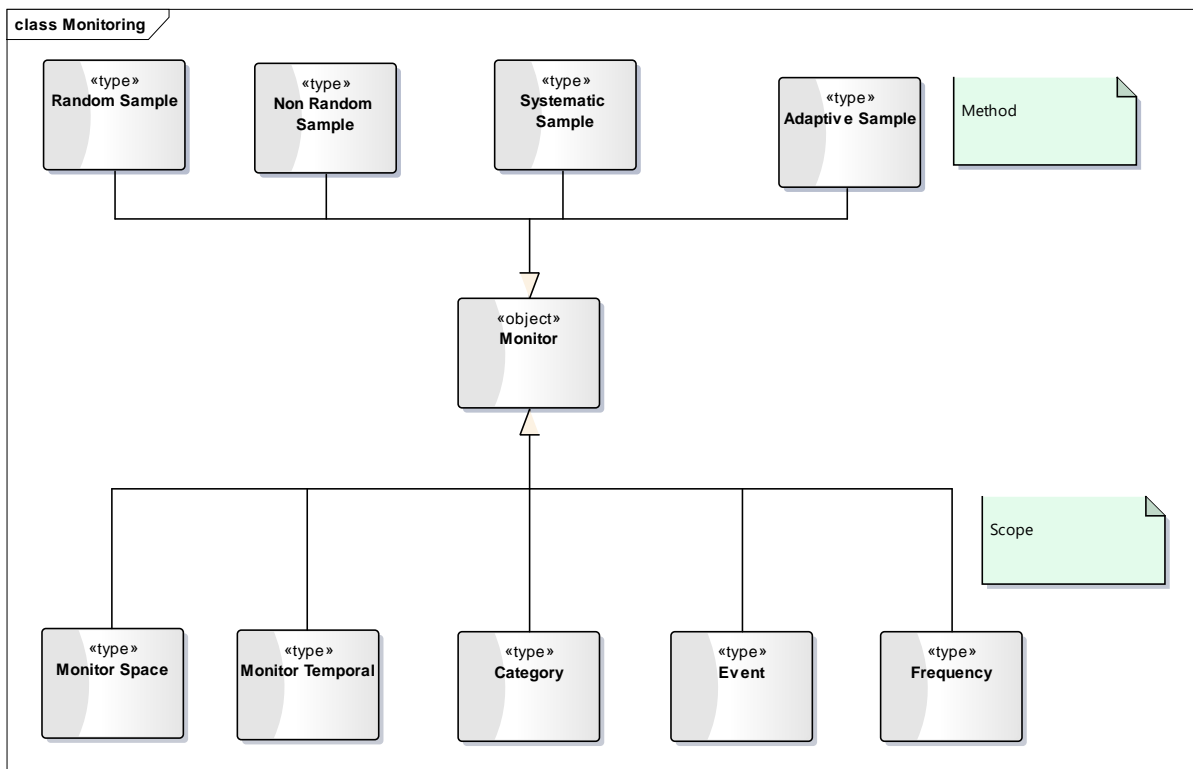 class Monitoring
«type»
Random Sample
«type»
Non Random
Sample
«type»
Systematic
Sample
«type»
Adaptive Sample
Method
«object»
Monitor
Scope
«type»
Monitor Space
«type»
Monitor Temporal
«type»
Category
«type»
Event
«type»
Frequency